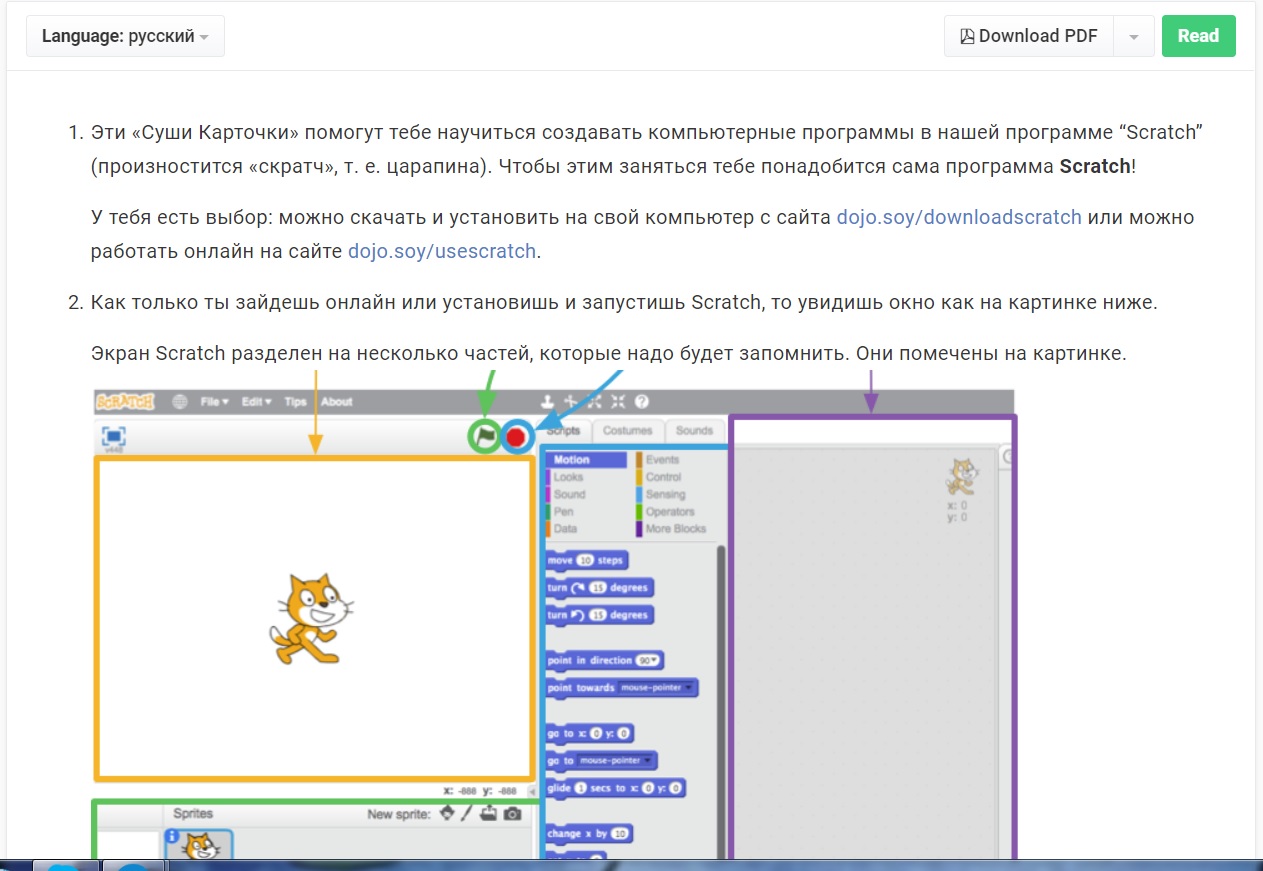 Language: русский
Download PDF
Read
1. Эти «Суши Карточки» помогут тебе научиться создавать компьютерные программы в нашей программе “Scratch”
(произностится «скратч», т. е. царапина). Чтобы этим заняться тебе понадобится сама программа Scratch!
У тебя есть выбор: можно скачать и установить на свой компьютер с сайта dojo.soy/downloadscratch или можно
работать онлайн на сайте dojo.soy/usescratch.
2. Как только ты зайдешь онлайн или установишь и запустишь Scratch, то увидишь окно как на картинке ниже.
Экран Scratch разделен на несколько частей, которые надо будет запомнить. Они помечены на картинке.
SCRATCH File Edit Tips About
v448
Scripts Costumes Sounds
Motion Events
Looks Control
Sound Sensing
Pen Operators
Data More Blocks
x: 0
y: 0
move 10 steps
turn 15 degrees
turn 15 degrees
point in direction 90
point towards mouse-pointer
go to x: 0 y: 0
go to mouse-pointer
glide 1 secs to x: 0 y: 0
change x by 10
x: -888 y: -888
Sprites New sprite: